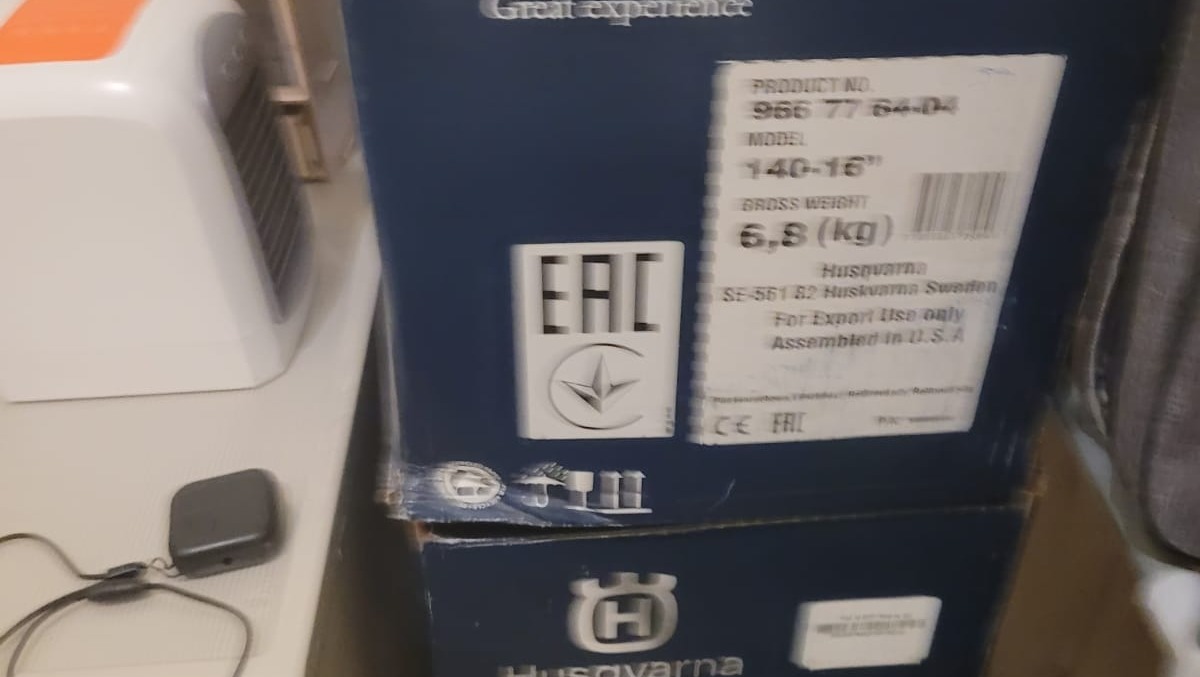 Great experience
PRODUCT NO.
966 77 64-04
MODEL
140-16"
GROSS WEIGHT
6,8 (kg)
Husqvarna
SE-561 82 Huskvarna Sweden
For Export Use only
Assembled in U.S.A
EAC
CE EAC
H
Husqvarna